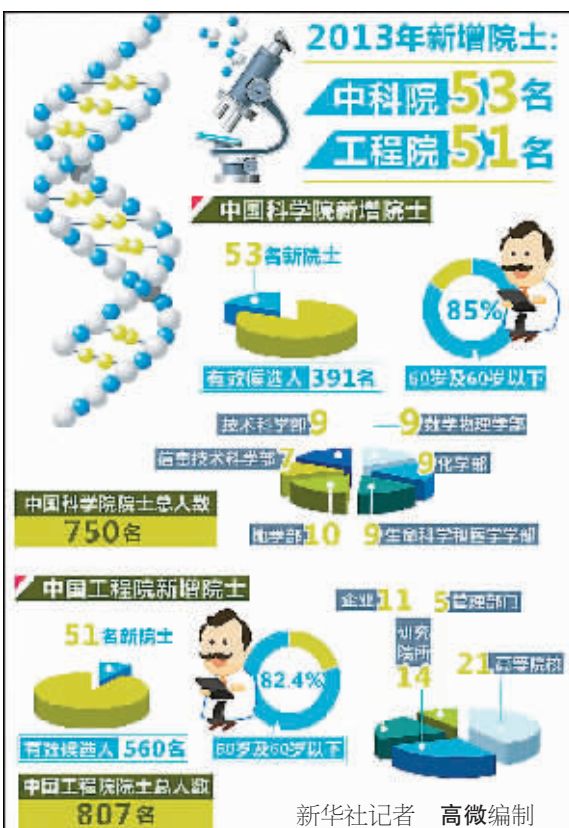 2013年新增院士:
中科院53名
工程院51名
中国科学院新增院士
53名新院士
有效候选人 391名
85%
60岁及60岁以下
技术科学部9
9数学物理学部
信息技术科学部7
9化学部
地学部10
9生命科学和医学学部
中国科学院院士总人数
750名
中国工程院新增院士
51名新院士
有效候选人 560名
82.4%
60岁及60岁以下
企业11
5管理部门
研究
院所
14
21高等院校
中国工程院院士总人数
807名
新华社记者 高微编制